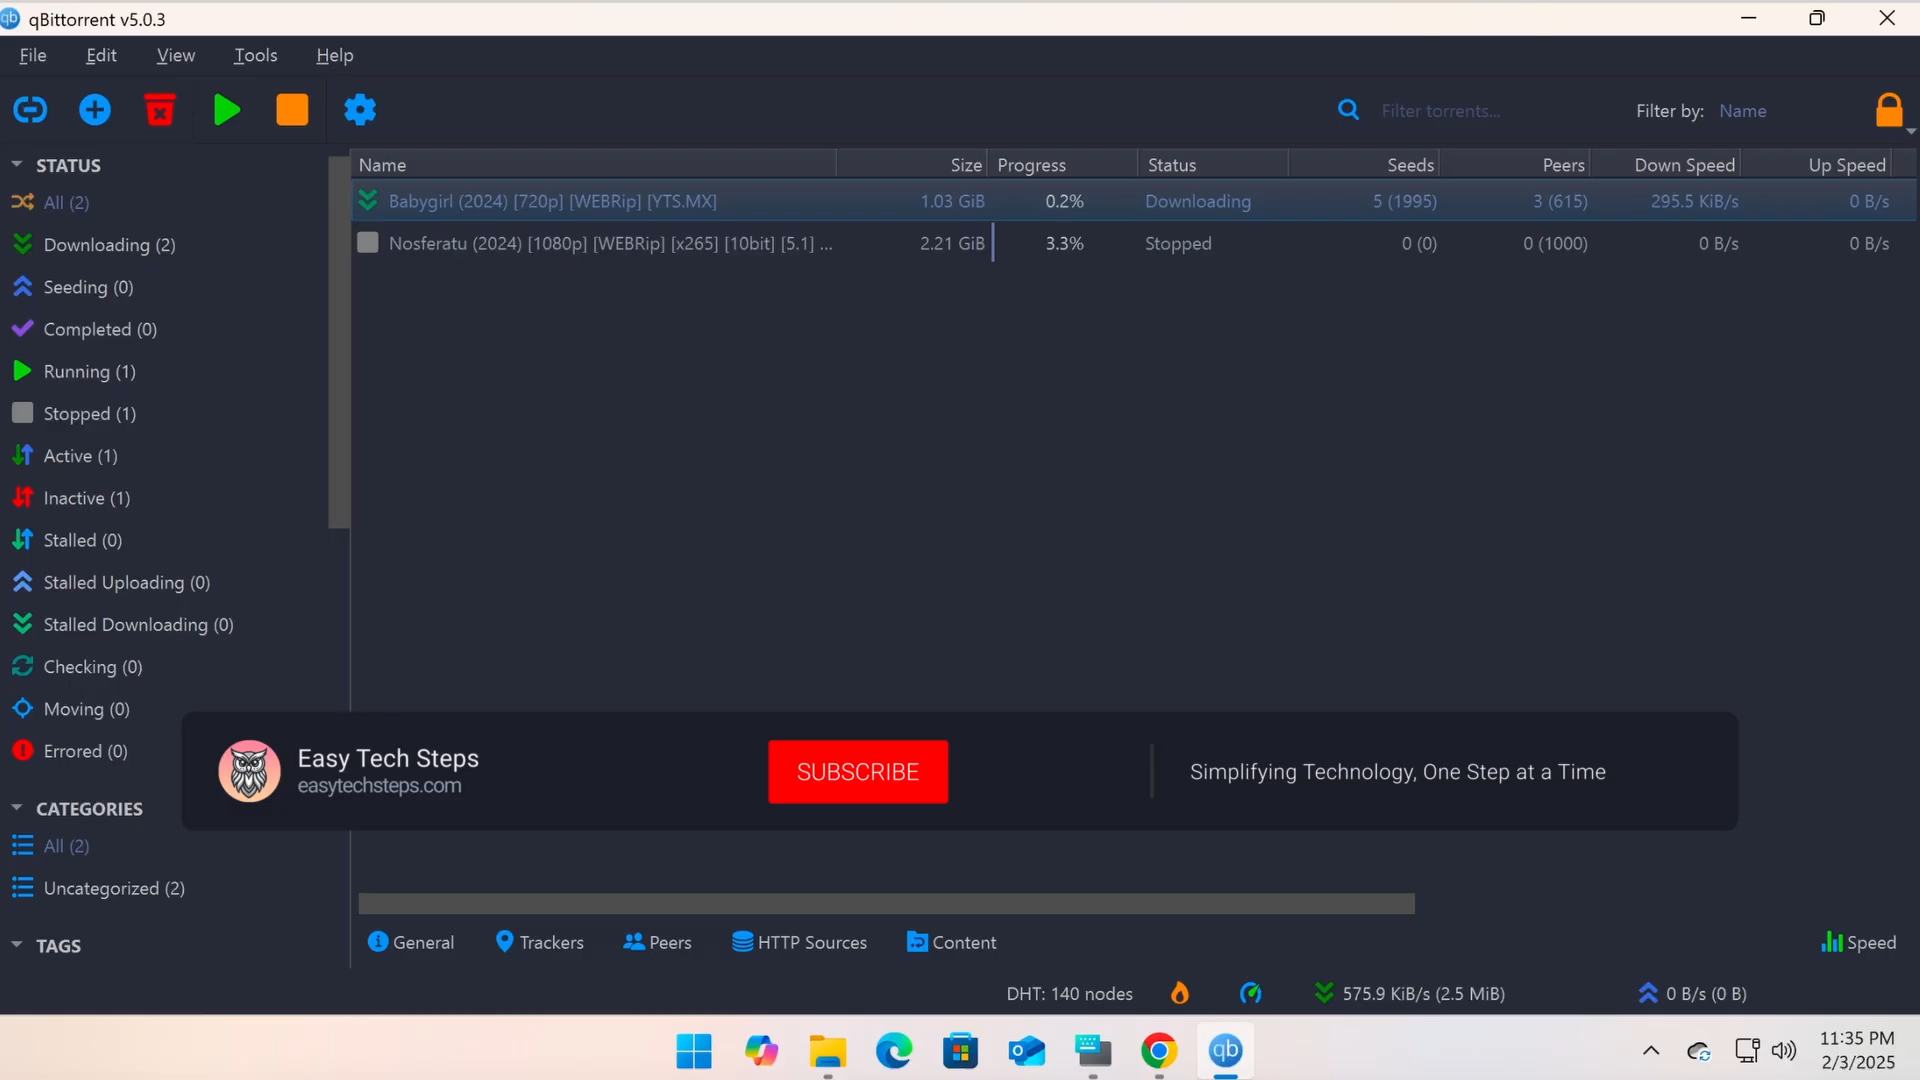 qBittorrent v5.0.3
File Edit View Tools Help
Filter torrents... Filter by: Name
STATUS
All (2)
Downloading (2)
Seeding (0)
Completed (0)
Running (1)
Stopped (1)
Active (1)
Inactive (1)
Stalled (0)
Stalled Uploading (0)
Stalled Downloading (0)
Checking (0)
Moving (0)
Errored (0)
CATEGORIES
All (2)
Uncategorized (2)
TAGS
Name Size Progress Status Seeds Peers Down Speed Up Speed
Babygirl (2024) [720p] [WEBRip] [YTS.MX] 1.03 GiB 0.2% Downloading 5 (1995) 3 (615) 295.5 KiB/s 0 B/s
Nosferatu (2024) [1080p] [WEBRip] [x265] [10bit] [5.1] ... 2.21 GiB 3.3% Stopped 0 (0) 0 (1000) 0 B/s 0 B/s
Easy Tech Steps
easytechsteps.com
SUBSCRIBE
Simplifying Technology, One Step at a Time
General Trackers Peers HTTP Sources Content Speed
DHT: 140 nodes 575.9 KiB/s (2.5 MiB) 0 B/s (0 B)
qb
11:35 PM
2/3/2025